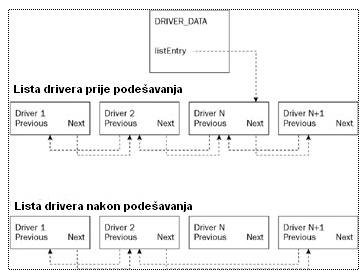 DRIVER_DATA
listEntry
Lista drivera prije podešavanja
Driver 1 Driver 2 Driver N Driver N+1
Previous Next Previous Next Previous Next Previous Next
Lista drivera nakon podešavanja
Driver 1 Driver 2 Driver N Driver N+1
Previous Next Previous Next Previous Next Previous Next